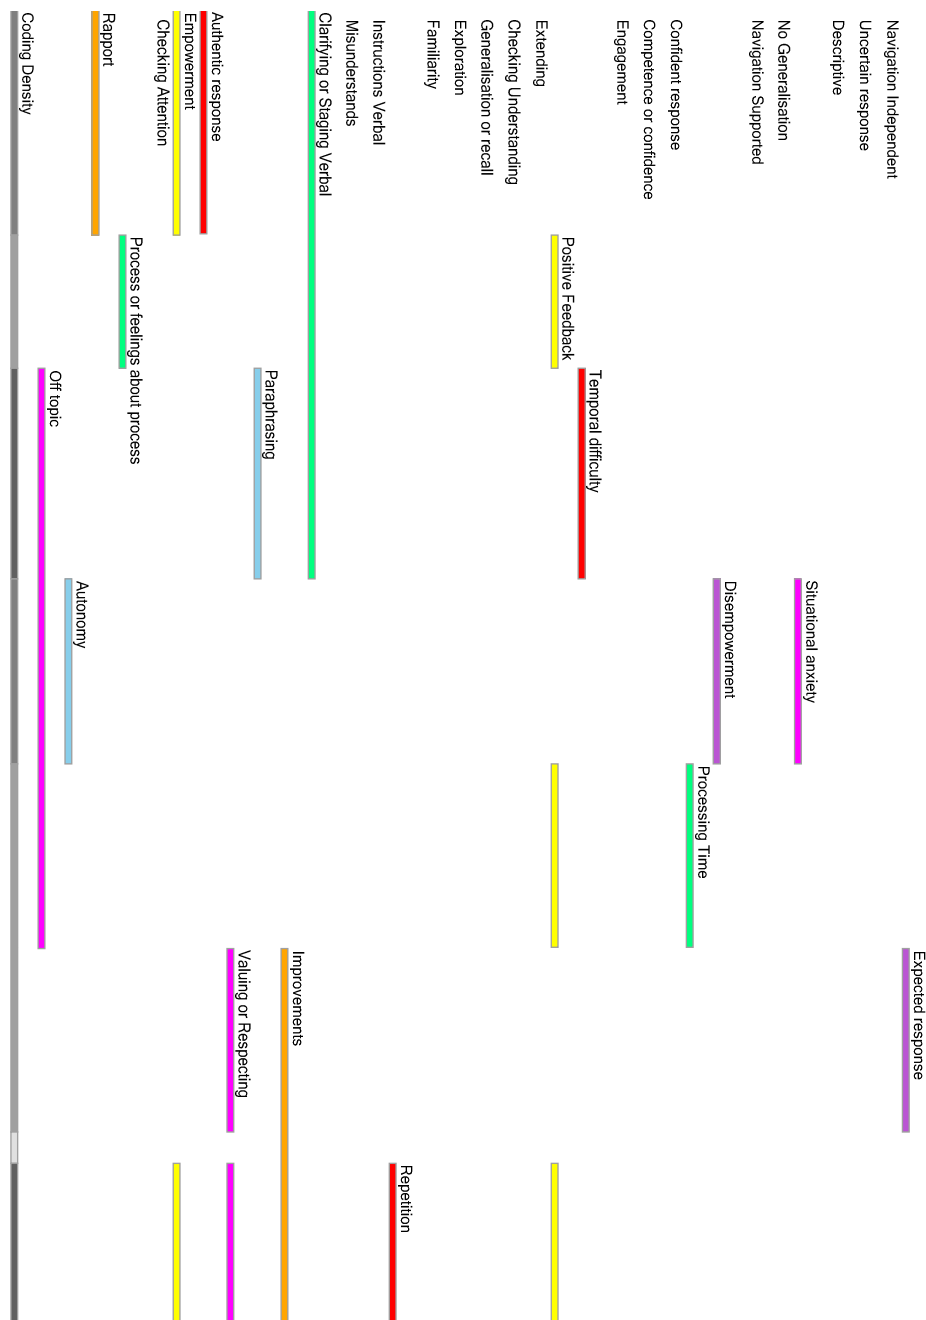 Coding Density
Off topic
Autonomy
Rapport
Process or feelings about process
Checking Attention
Empowerment
Authentic response
Valuing or Respecting
Paraphrasing
Improvements
Clarifying or Staging Verbal
Misunderstands
Instructions Verbal
Repetition
Familiarity
Exploration
Generalisation or recall
Checking Understanding
Extending
Positive Feedback
Temporal difficulty
Engagement
Competence or confidence
Confident response
Processing Time
Disempowerment
Navigation Supported
No Generalisation
Situational anxiety
Descriptive
Uncertain response
Navigation Independent
Expected response